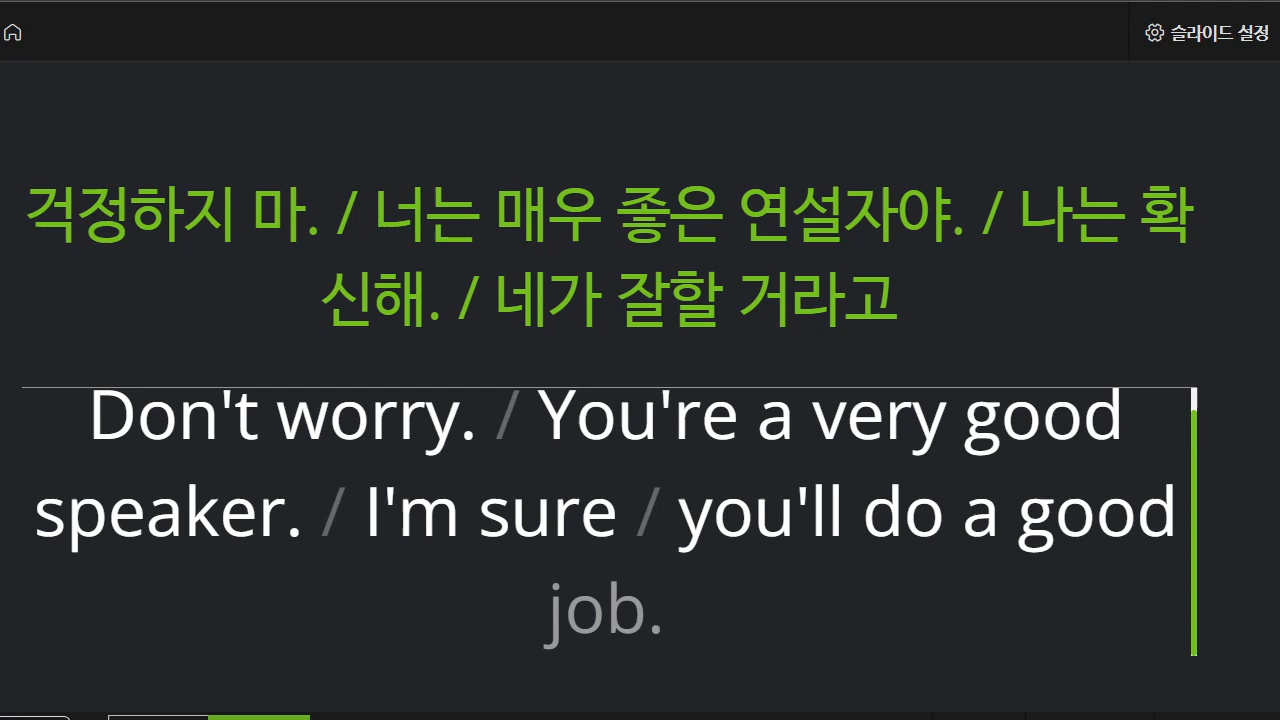 슬라이드 설정
걱정하지 마. / 너는 매우 좋은 연설자야. / 나는 확
신해. / 네가 잘할 거라고
Don't worry. / You're a very good
speaker. / I'm sure / you'll do a good
job.